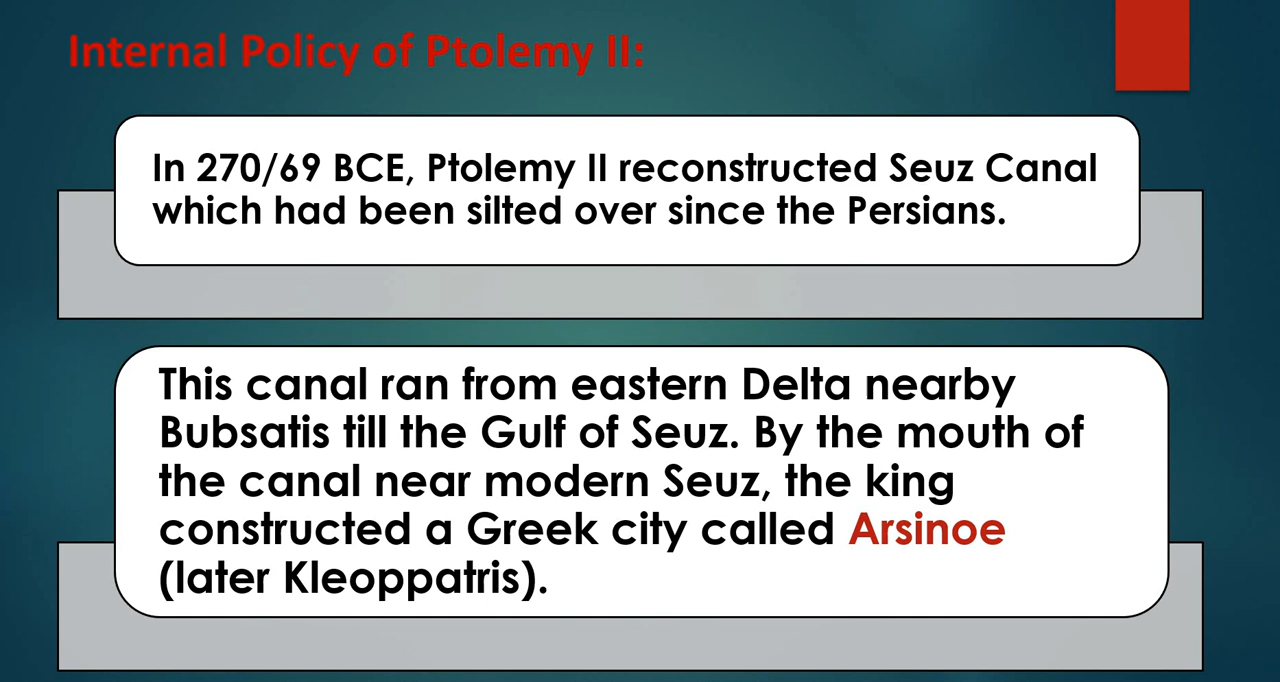 Internal Policy of Ptolemy II:
In 270/69 BCE, Ptolemy II reconstructed Seuz Canal
which had been silted over since the Persians.
This canal ran from eastern Delta nearby
Bubsatis till the Gulf of Seuz. By the mouth of
the canal near modern Seuz, the king
constructed a Greek city called Arsinoe
(later Kleoppatris).